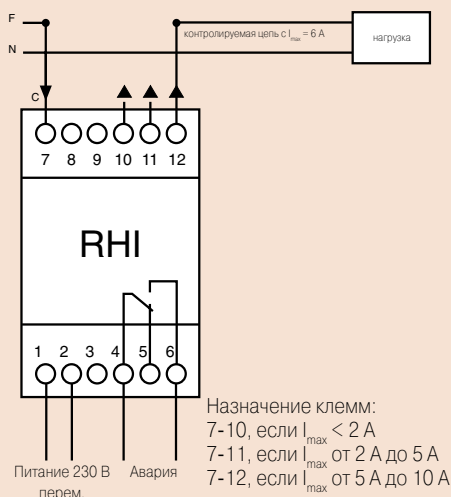 F
контролируемая цепь с Imax = 6 А
нагрузка
N
C
7 8 9 10 11 12
RHI
1 2 3 4 5 6
Питание 230 В
перем.
Авария
Назначение клемм:
7-10, если Imax < 2 А
7-11, если Imax от 2 А до 5 А
7-12, если Imax от 5 А до 10 А